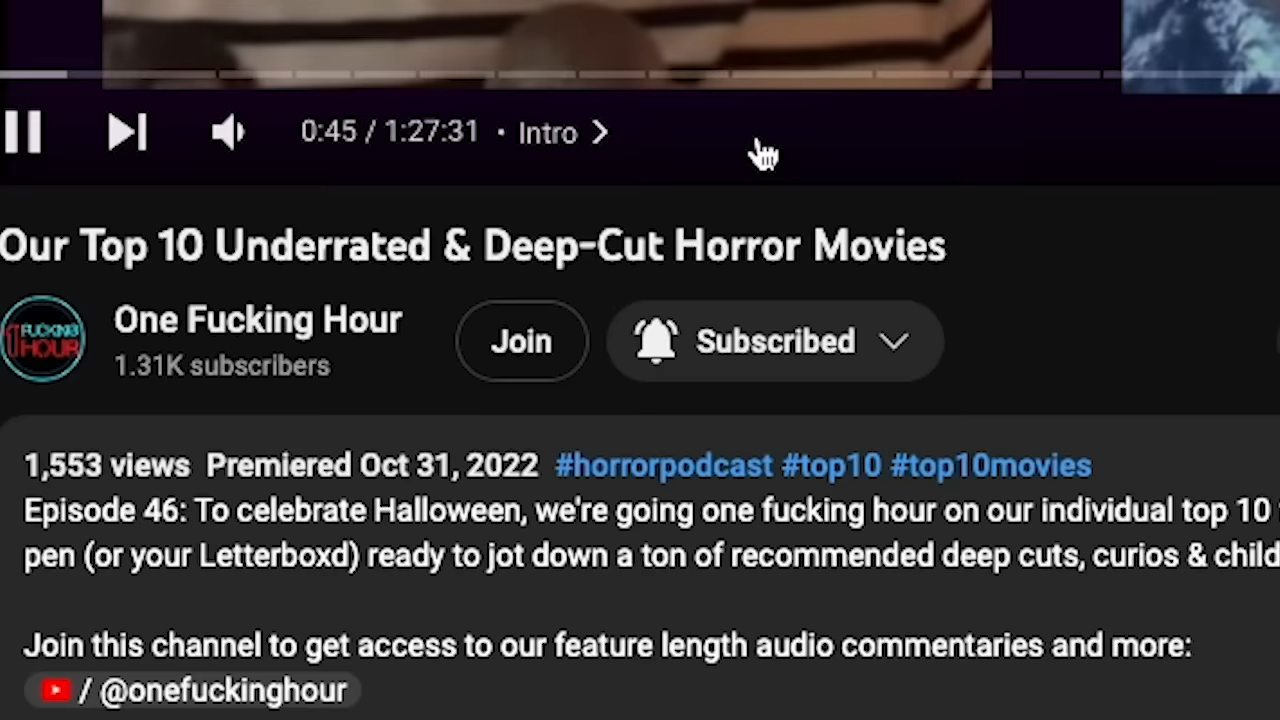 0:45 / 1:27:31 • Intro
Our Top 10 Underrated & Deep-Cut Horror Movies
1 FUCKING HOUR
One Fucking Hour
1.31K subscribers
Join
Subscribed
1,553 views Premiered Oct 31, 2022 #horrorpodcast #top10 #top10movies
Episode 46: To celebrate Halloween, we're going one fucking hour on our individual top 10
pen (or your Letterboxd) ready to jot down a ton of recommended deep cuts, curios & child
Join this channel to get access to our feature length audio commentaries and more:
/ @onefuckinghour